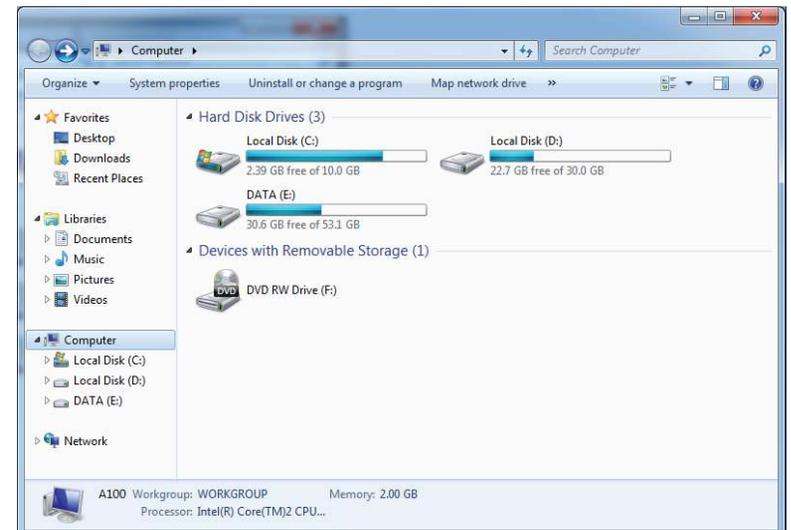 Computer
Search Computer
Organize System properties Uninstall or change a program Map network drive »
Favorites
Desktop
Downloads
Recent Places
Libraries
Documents
Music
Pictures
Videos
Computer
Local Disk (C:)
Local Disk (D:)
DATA (E:)
Network
Hard Disk Drives (3)
Local Disk (C:)
2.39 GB free of 10.0 GB
Local Disk (D:)
22.7 GB free of 30.0 GB
DATA (E:)
30.6 GB free of 53.1 GB
Devices with Removable Storage (1)
DVD
DVD RW Drive (F:)
A100 Workgroup: WORKGROUP Memory: 2.00 GB
Processor: Intel(R) Core(TM)2 CPU...